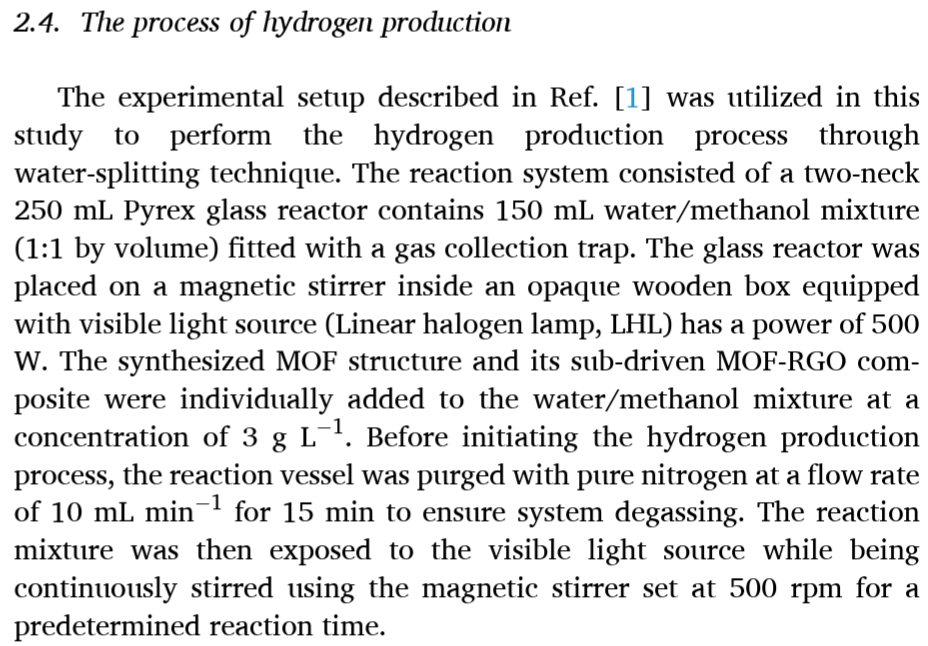 2.4. The process of hydrogen production
The experimental setup described in Ref. [1] was utilized in this
study to perform the hydrogen production process through
water-splitting technique. The reaction system consisted of a two-neck
250 mL Pyrex glass reactor contains 150 mL water/methanol mixture
(1:1 by volume) fitted with a gas collection trap. The glass reactor was
placed on a magnetic stirrer inside an opaque wooden box equipped
with visible light source (Linear halogen lamp, LHL) has a power of 500
W. The synthesized MOF structure and its sub-driven MOF-RGO com-
posite were individually added to the water/methanol mixture at a
concentration of 3 g L⁻¹. Before initiating the hydrogen production
process, the reaction vessel was purged with pure nitrogen at a flow rate
of 10 mL min⁻¹ for 15 min to ensure system degassing. The reaction
mixture was then exposed to the visible light source while being
continuously stirred using the magnetic stirrer set at 500 rpm for a
predetermined reaction time.